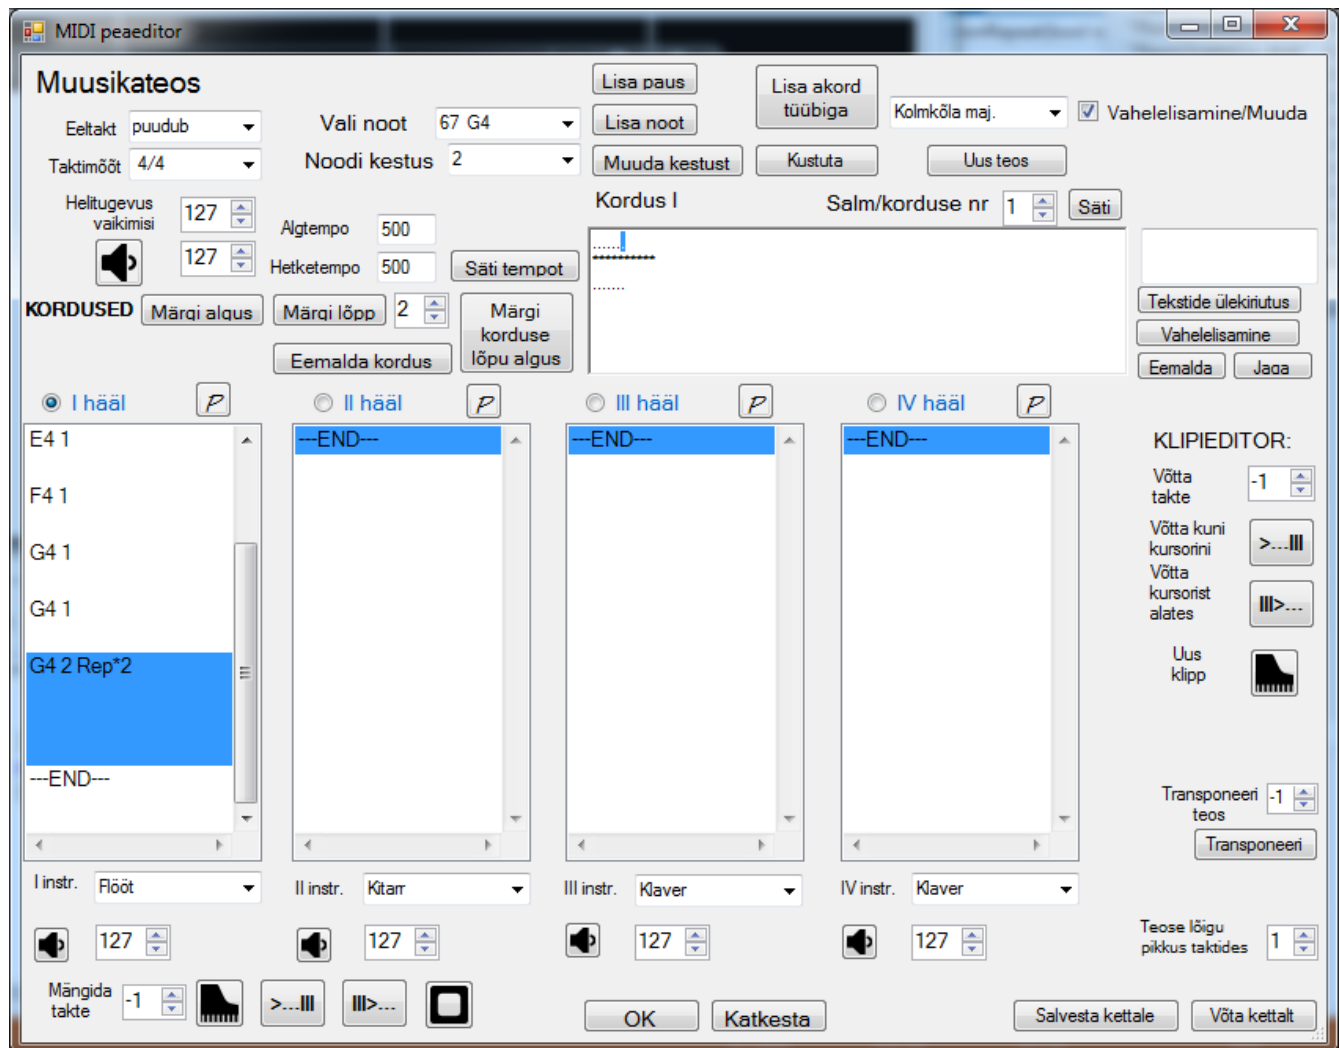 MIDI peaeditor
Muusikateos
Lisa paus
Lisa akord
tüübiga
Kolmkõla maj.
Vahelelisamine/Muuda
Eeltakt puudub
Vali noot 67 G4
Lisa noot
Taktimõõt 4/4
Noodi kestus 2
Muuda kestust
Kustuta
Uus teos
Helitugevus
vaikimisi
127
127
Algtempo 500
Hetketempo 500
Säti tempot
Kordus I
Salm/korduse nr 1
Säti
.......
**********
.......
KORDUSED
Märgi algus
Märgi lõpp
2
Märgi
korduse
lõpu algus
Eemalda kordus
Tekstide ülekirjutus
Vahelelisamine
Eemalda
Jaga
I hääl
P
II hääl
P
III hääl
P
IV hääl
P
E4 1
F4 1
G4 1
G4 1
G4 2 Rep*2
---END---
---END---
---END---
---END---
KLIPIEDITOR:
Võtta
takte
-1
Võtta kuni
kursorini
>...III
Võtta
kursorist
alates
III>...
Uus
klipp
Transponeeri
teos
-1
Transponeeri
I instr. Flööt
II instr. Kitarr
III instr. Klaver
IV instr. Klaver
127
127
127
127
Teose lõigu
pikkus taktides
1
Mängida
takte
-1
>...III
III>...
OK
Katkesta
Salvesta kettale
Võta kettalt